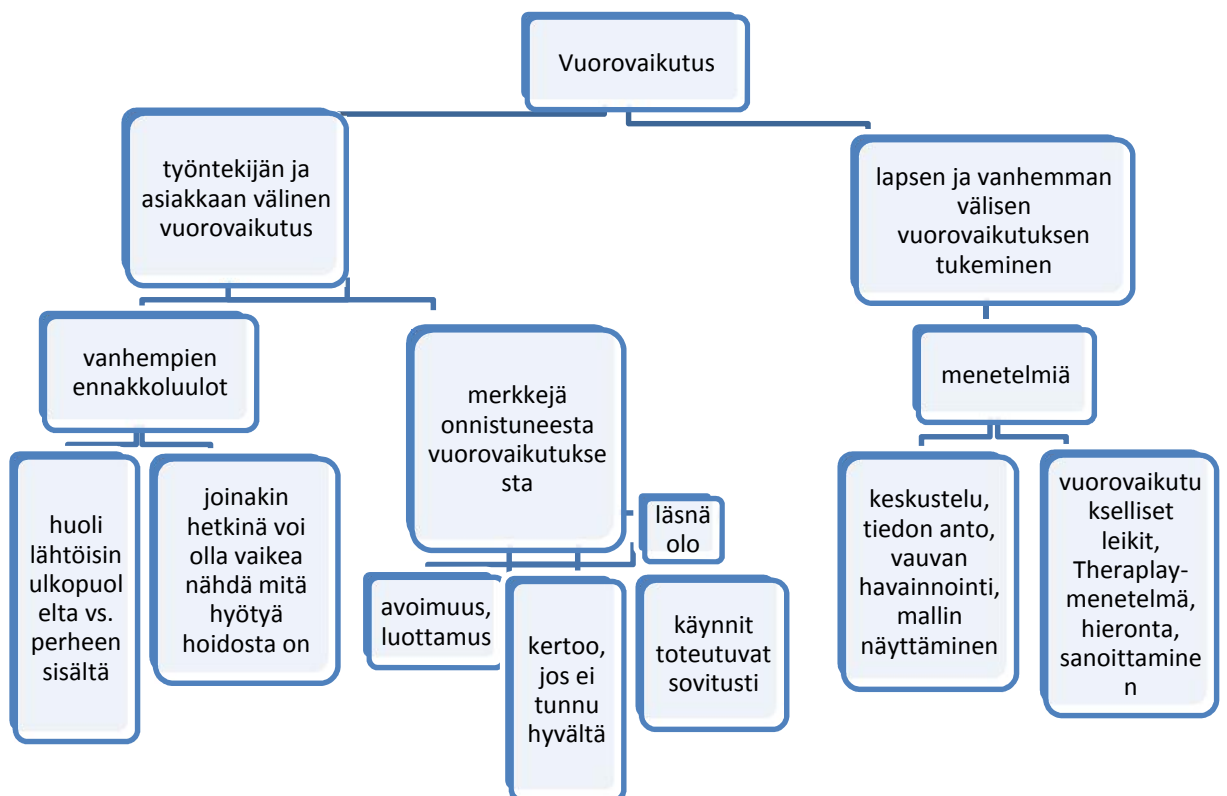 Vuorovaikutus
työntekijän ja
asiakkaan välinen
vuorovaikutus
lapsen ja vanhemman
välisen
vuorovaikutuksen
tukeminen
vanhempien
ennakkoluulot
merkkejä
onnistuneesta
vuorovaikutukse
sta
menetelmiä
huoli
lähtöisin
ulkopuol
elta vs.
perheen
sisältä
joinakin
hetkinä voi
olla vaikea
nähdä mitä
hyötyä
hoidosta on
läsnä
olo
avoimuus,
luottamus
kertoo,
jos ei
tunnu
hyvältä
käynnit
toteutuvat
sovitusti
keskustelu,
tiedon anto,
vauvan
havainnointi,
mallin
näyttäminen
vuorovaikutu
kselliset
leikit,
Theraplay-
menetelmä,
hieronta,
sanoittamine
n